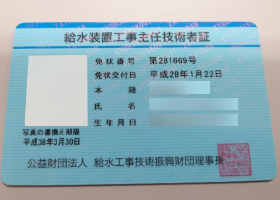 給水装置工事主任技術者証
免状番号 第281669号
免状交付日 平成28年1月22日
本籍
氏名
生年月日
写真の書換え期限
平成38年3月30日
公益財団法人 給水工事技術振興財団理事長